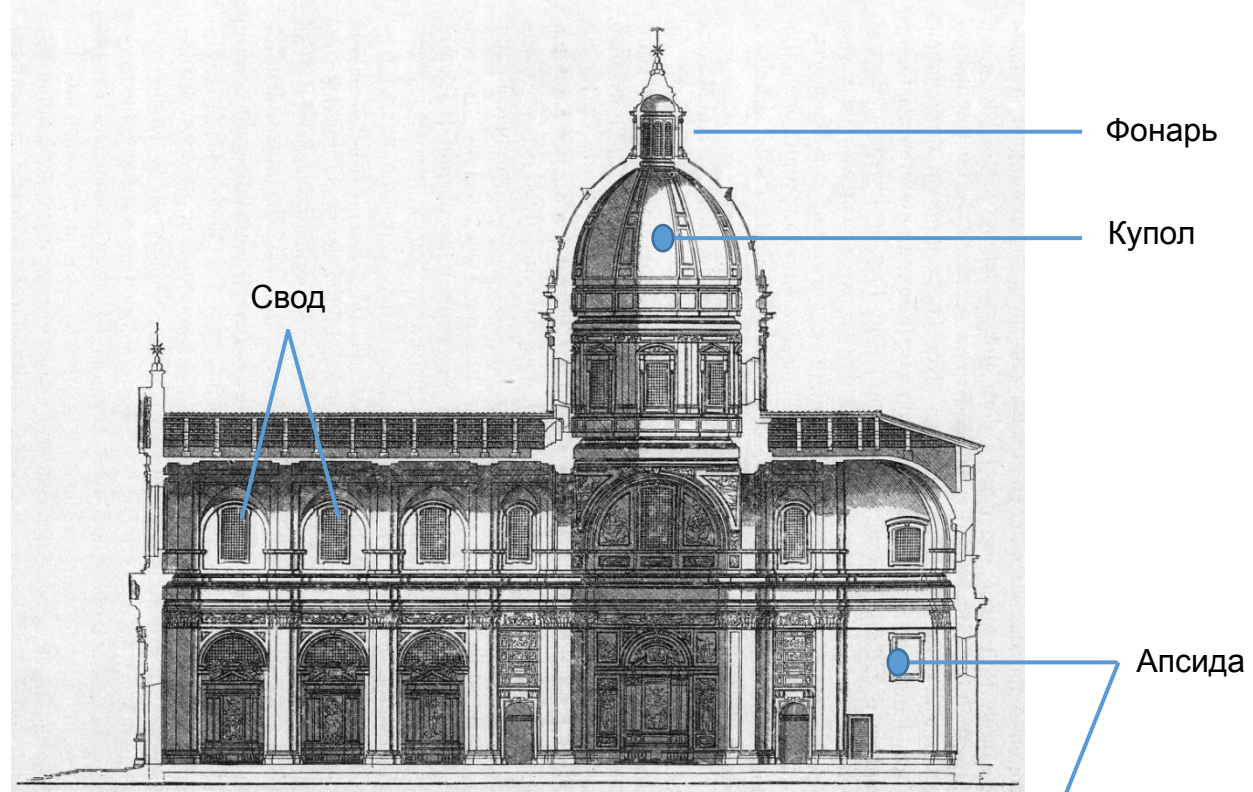 Фонарь
Купол
Свод
Апсида